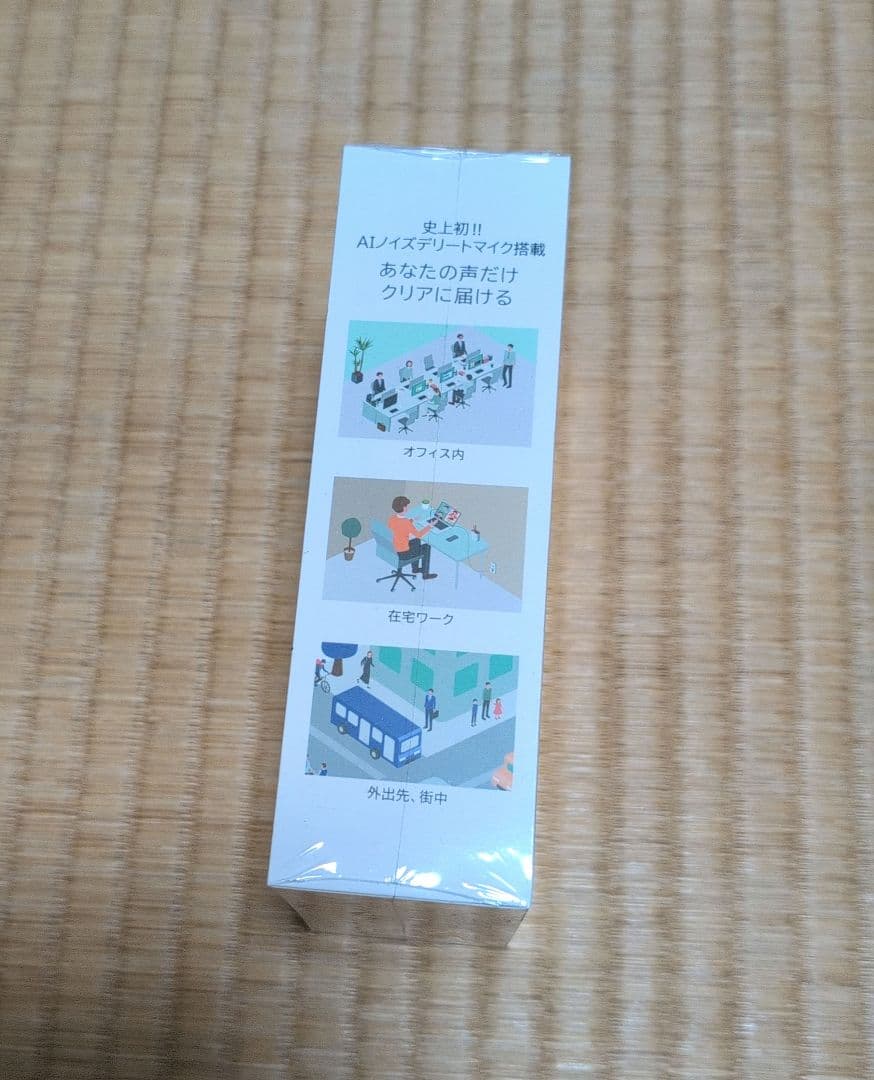 史上初!!
AIノイズデリートマイク搭載
あなたの声だけ
クリアに届ける
オフィス内
在宅ワーク
外出先、街中